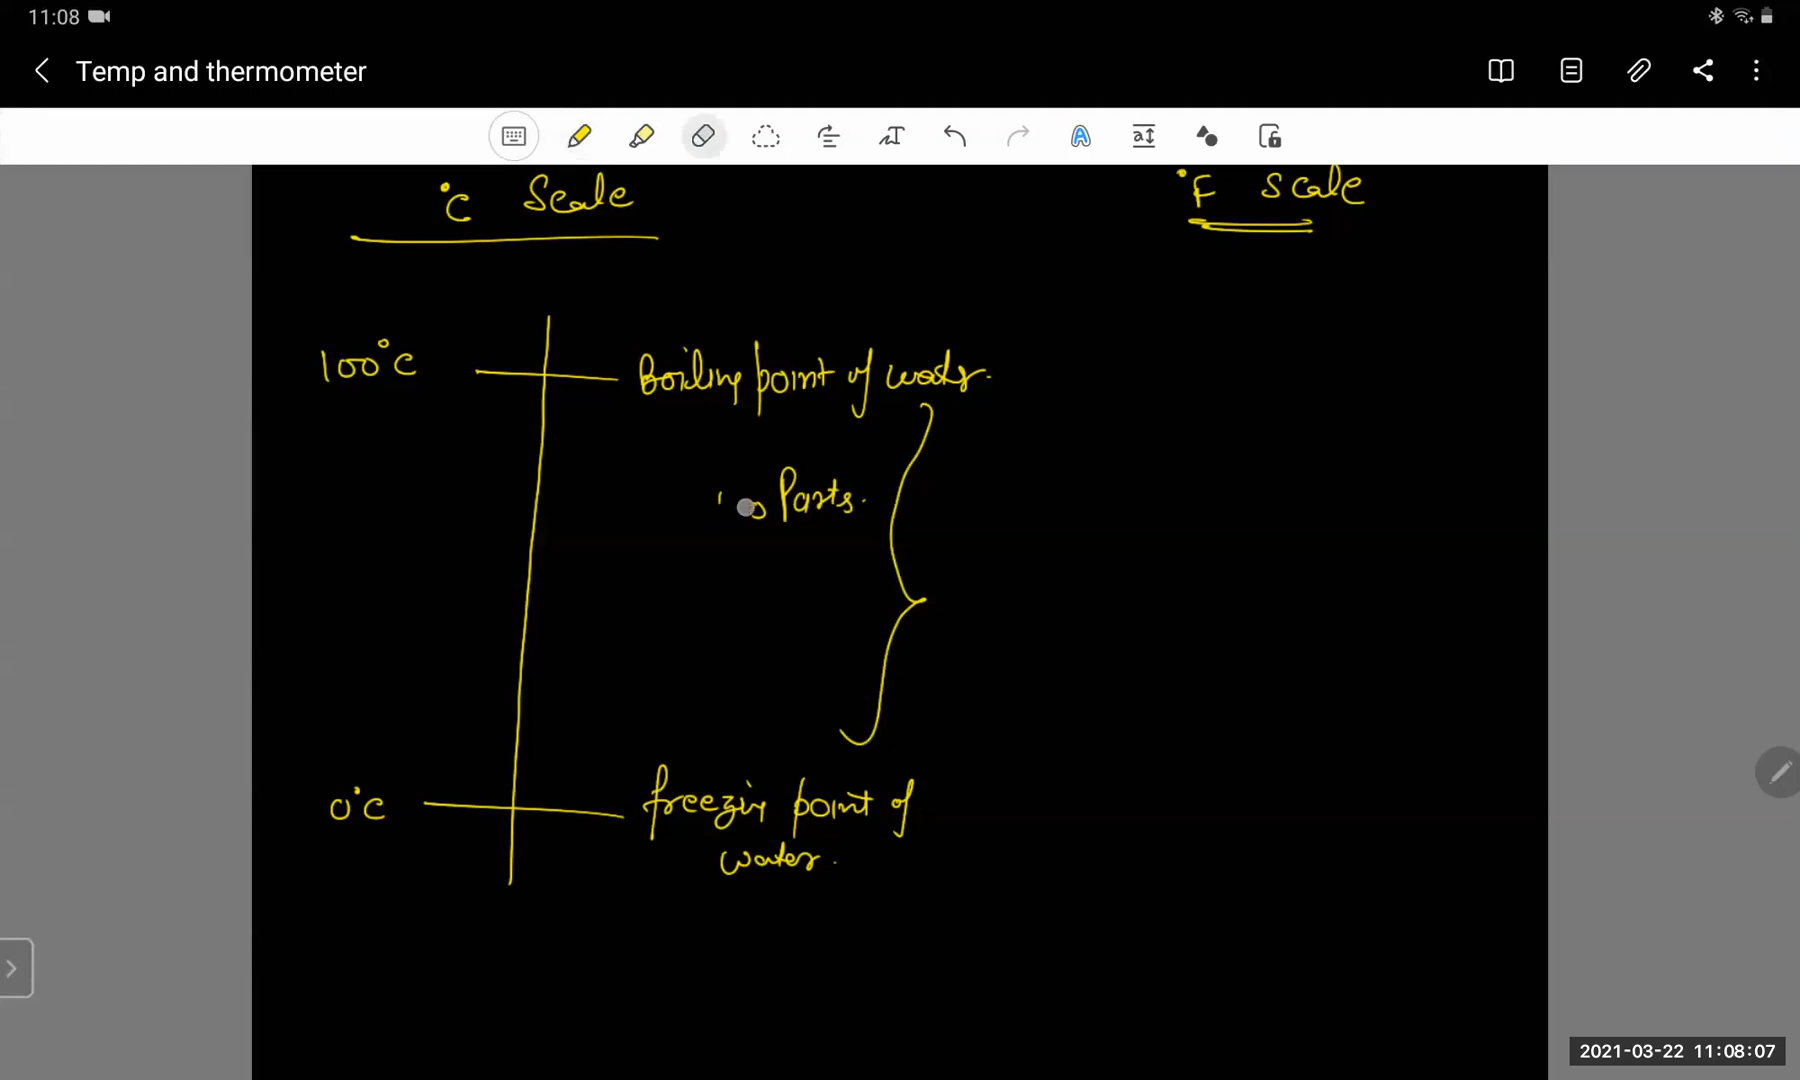 11:08
Temp and thermometer
°C Scale
°F Scale
100°C
Boiling point of water.
Parts.
0°C
freezing point of
water.
2021-03-22 11:08:07